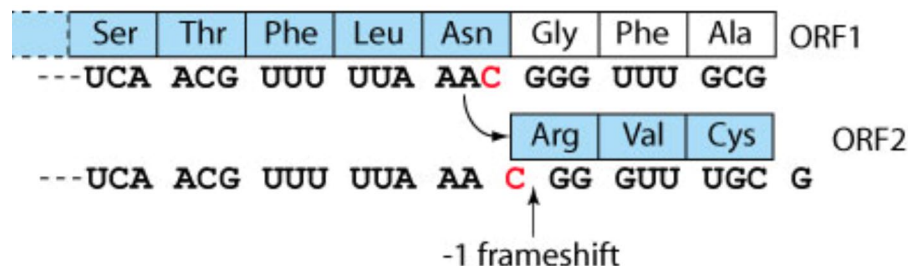 Ser Thr Phe Leu Asn Gly Phe Ala ORF1
---UCA ACG UUU UUA AAC GGG UUU GCG
Arg Val Cys ORF2
---UCA ACG UUU UUA AA C GG GUU UGC G
-1 frameshift